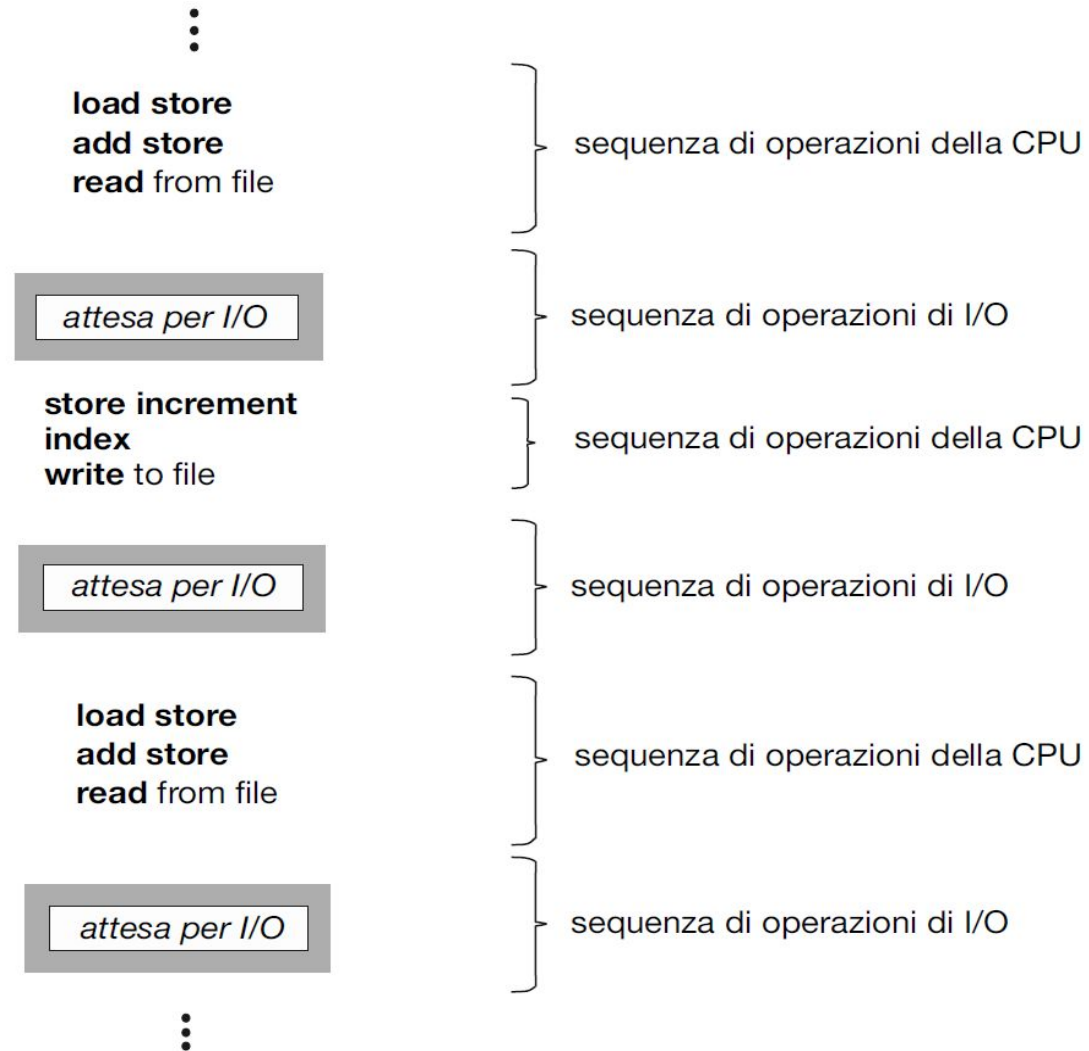 load store
add store
read from file
sequenza di operazioni della CPU
attesa per I/O
sequenza di operazioni di I/O
store increment
index
write to file
sequenza di operazioni della CPU
attesa per I/O
sequenza di operazioni di I/O
load store
add store
read from file
sequenza di operazioni della CPU
attesa per I/O
sequenza di operazioni di I/O